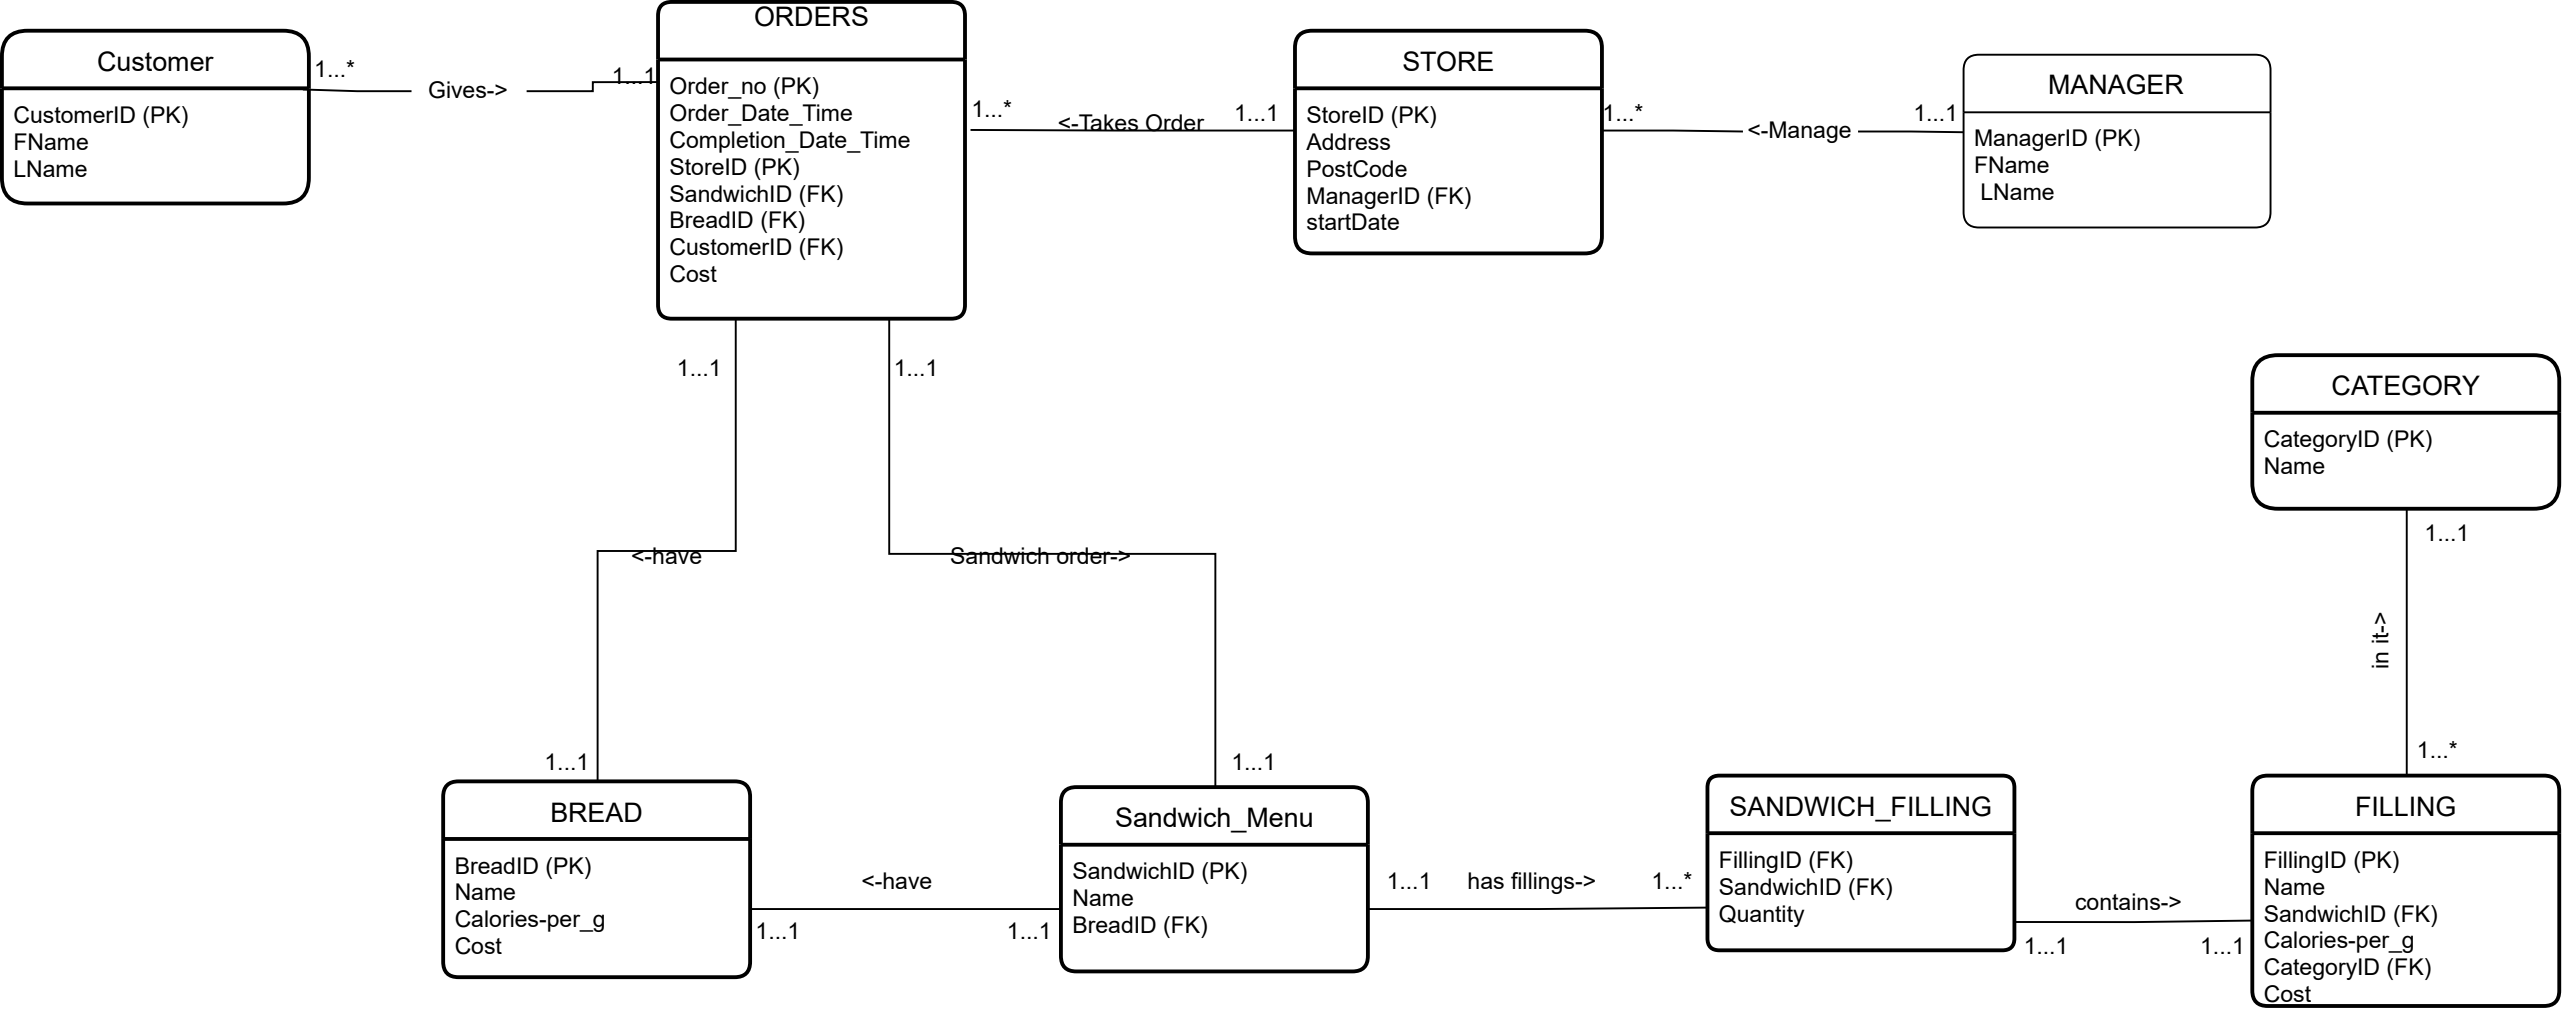 ORDERS
Order_no (PK)
Order_Date_Time
Completion_Date_Time
StoreID (PK)
SandwichID (FK)
BreadID (FK)
CustomerID (FK)
Cost
Customer
CustomerID (PK)
FName
LName
1...*
Gives->
1...1
1...*
<-Takes Order
1...1
STORE
StoreID (PK)
Address
PostCode
ManagerID (FK)
startDate
1...*
<-Manage
1...1
MANAGER
ManagerID (PK)
FName
LName
1...1
1...1
<-have
Sandwich order->
1...1
1...1
CATEGORY
CategoryID (PK)
Name
1...1
in it->
1...*
BREAD
BreadID (PK)
Name
Calories-per_g
Cost
<-have
1...1
1...1
Sandwich_Menu
SandwichID (PK)
Name
BreadID (FK)
1...1
has fillings->
1...*
SANDWICH_FILLING
FillingID (FK)
SandwichID (FK)
Quantity
contains->
1...1
1...1
FILLING
FillingID (PK)
Name
SandwichID (FK)
Calories-per_g
CategoryID (FK)
Cost